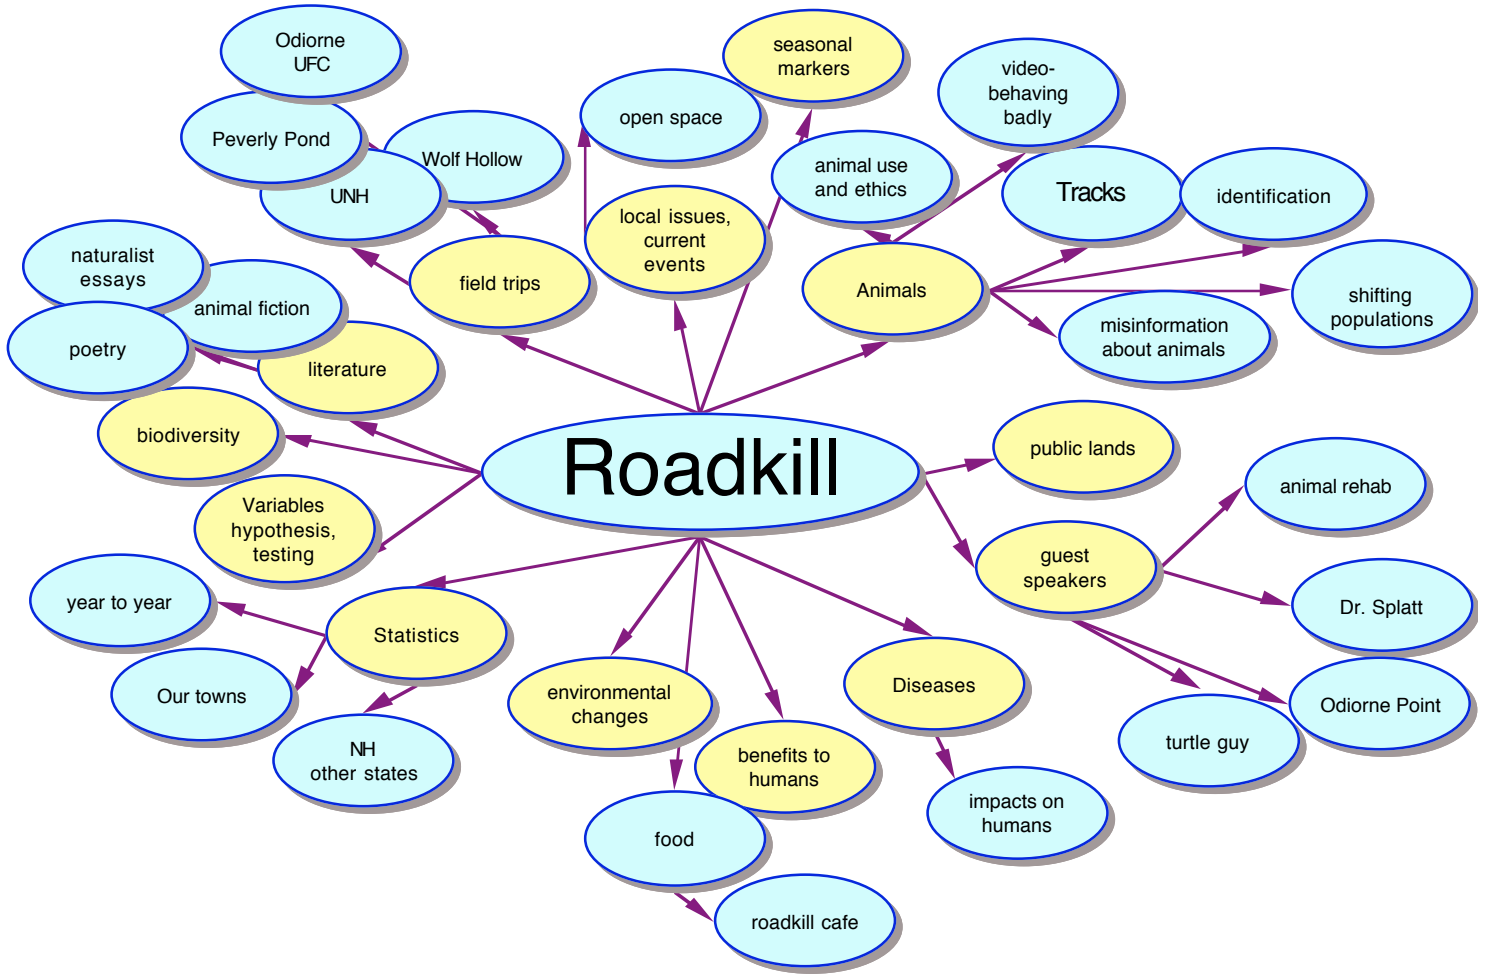 Odiorne
UFC
seasonal
markers
video-
behaving
badly
open space
Peverly Pond
Wolf Hollow
animal use
and ethics
UNH
Tracks
identification
local issues,
current
events
naturalist
essays
field trips
Animals
animal fiction
shifting
populations
poetry
misinformation
about animals
literature
biodiversity
Roadkill
public lands
animal rehab
Variables
hypothesis,
testing
guest
speakers
year to year
Dr. Splatt
Statistics
Our towns
environmental
changes
Diseases
Odiorne Point
turtle guy
NH
other states
benefits to
humans
impacts on
humans
food
roadkill cafe